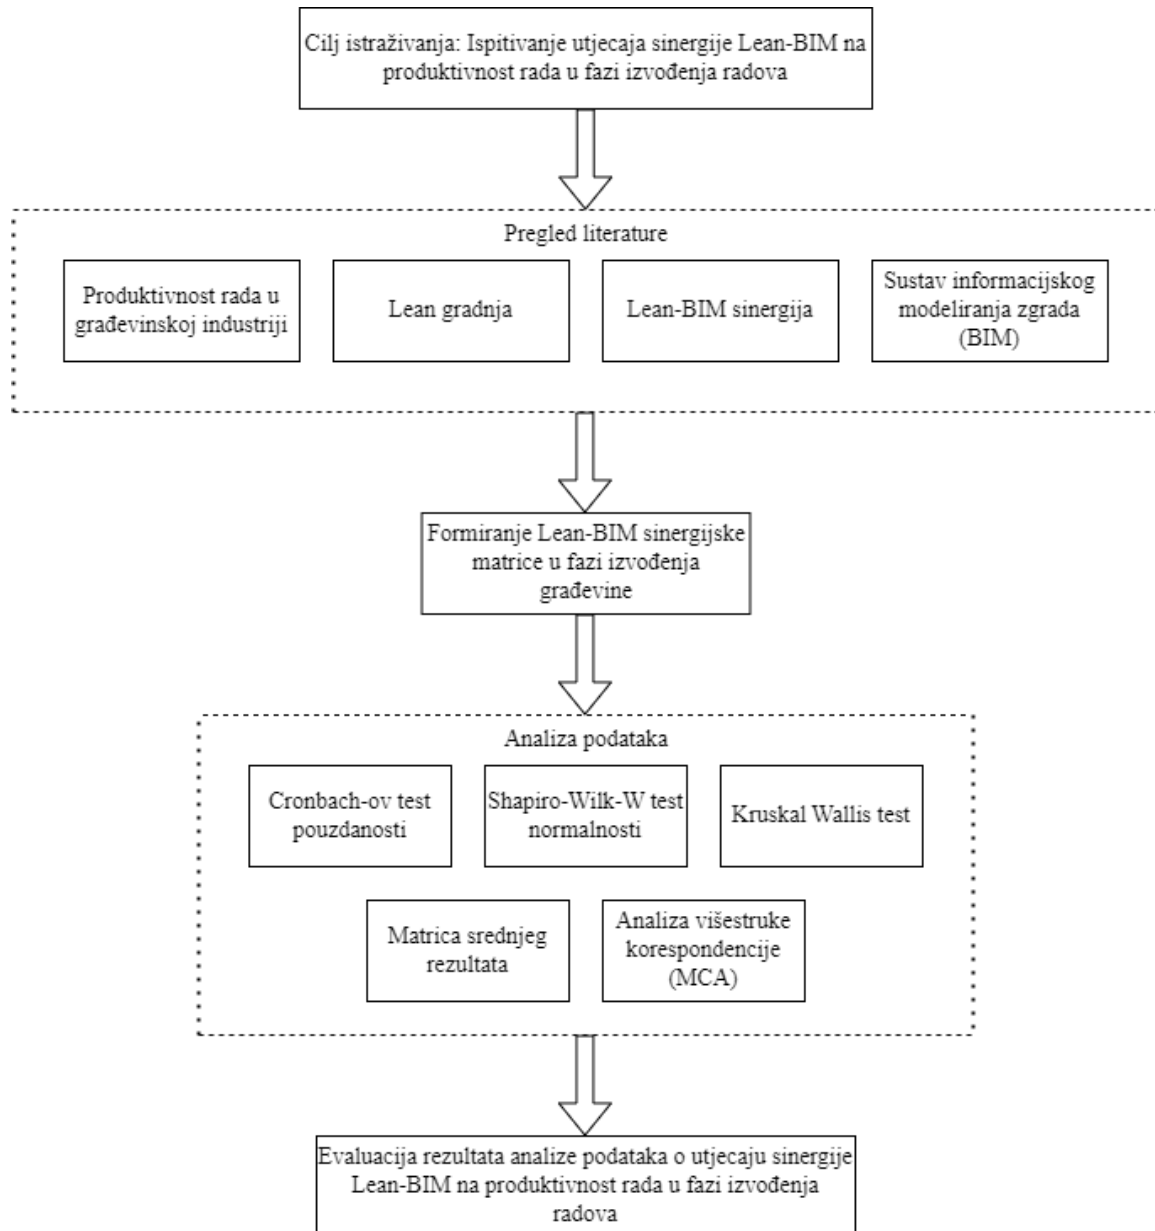 Cilj istraživanja: Ispitivanje utjecaja sinergije Lean-BIM na
produktivnost rada u fazi izvođenja radova
Pregled literature
Produktivnost rada u
građevinskoj industriji
Lean gradnja
Lean-BIM sinergija
Sustav informacijskog
modeliranja zgrada
(BIM)
Formiranje Lean-BIM sinergijske
matrice u fazi izvođenja
građevine
Analiza podataka
Cronbach-ov test
pouzdanosti
Shapiro-Wilk-W test
normalnosti
Kruskal Wallis test
Matrica srednjeg
rezultata
Analiza višestruke
korespondencije
(MCA)
Evaluacija rezultata analize podataka o utjecaju sinergije
Lean-BIM na produktivnost rada u fazi izvođenja
radova